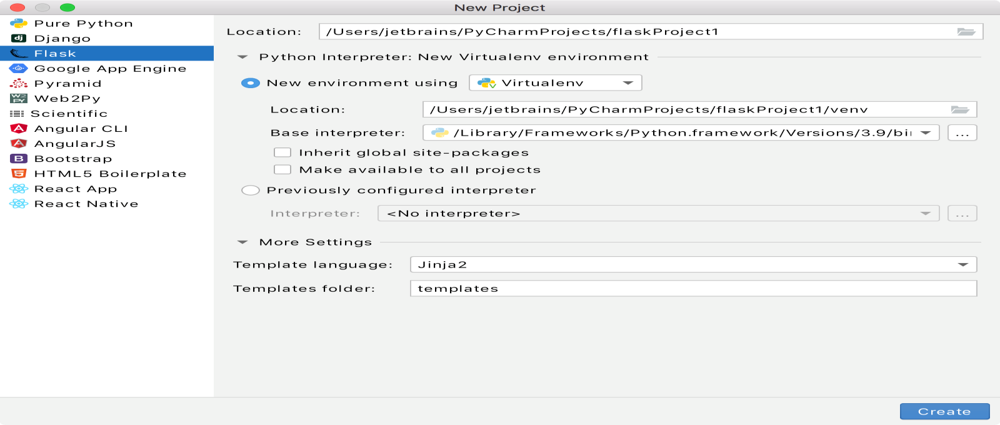 New Project
Pure Python
Django
Flask
Google App Engine
Pyramid
Web2Py
Scientific
Angular CLI
AngularJS
Bootstrap
HTML5 Boilerplate
React App
React Native
Location: /Users/jetbrains/PyCharmProjects/flaskProject1
Python Interpreter: New Virtualenv environment
New environment using Virtualenv
Location: /Users/jetbrains/PyCharmProjects/flaskProject1/venv
Base interpreter: /Library/Frameworks/Python.framework/Versions/3.9/bi
...
Inherit global site-packages
Make available to all projects
Previously configured interpreter
Interpreter: <No interpreter>
...
More Settings
Template language: Jinja2
Templates folder: templates
Create